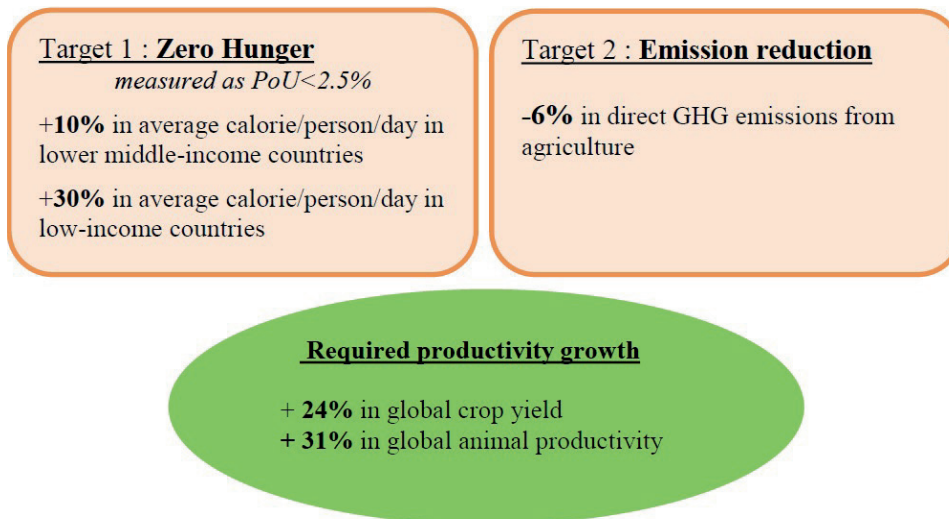 Target 1 : Zero Hunger
measured as PoU<2.5%
+10% in average calorie/person/day in
lower middle-income countries
+30% in average calorie/person/day in
low-income countries
Target 2 : Emission reduction
-6% in direct GHG emissions from
agriculture
Required productivity growth
+ 24% in global crop yield
+ 31% in global animal productivity